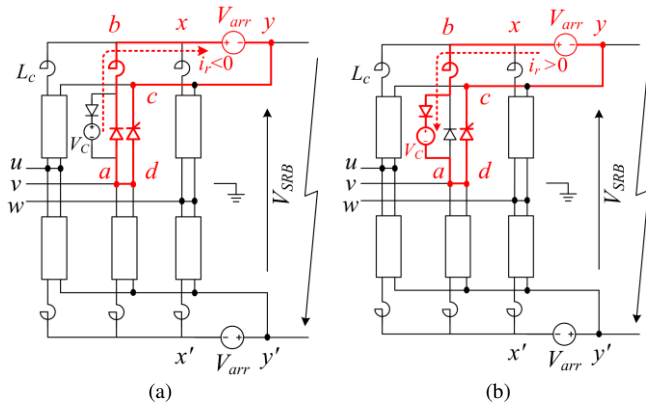 b x V_arr y
L_c i_r<0
c
V_C
u
v a d
w
V_SRB
x' V_arr y'
(a)
b x V_arr y
L_c i_r>0
c
V_C
u
v a d
w
V_SRB
x' V_arr y'
(b)